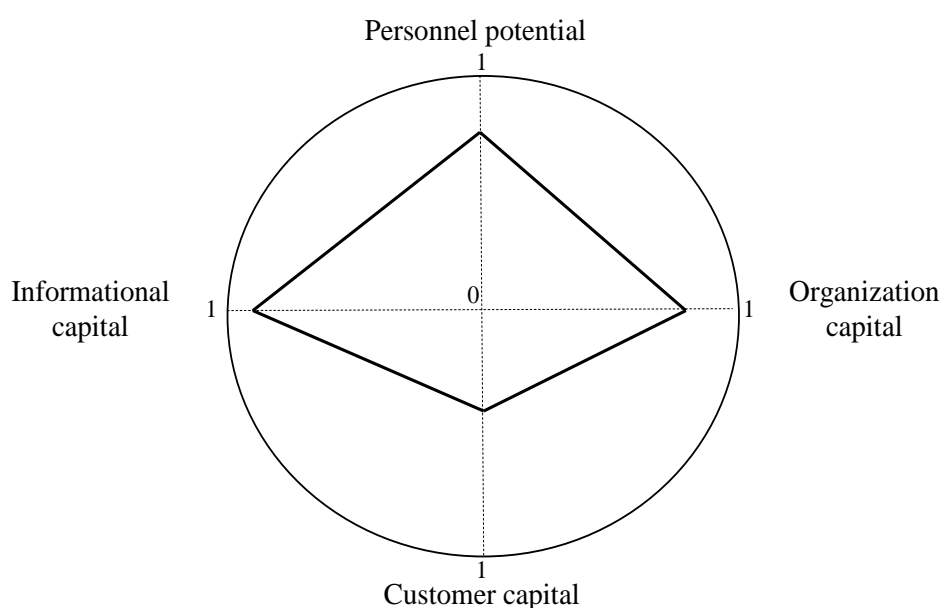 Personnel potential
1
Informational
capital
1
0
1
Organization
capital
1
Customer capital